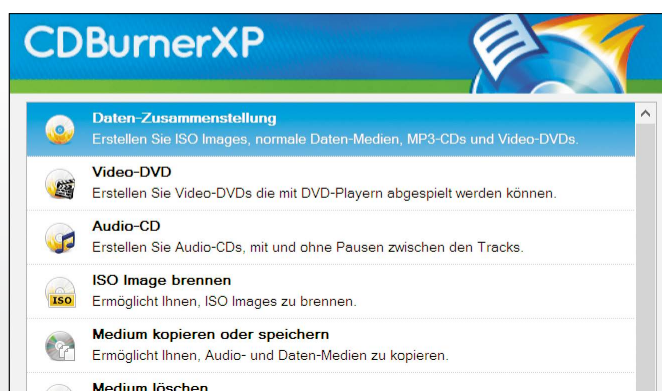 CDBurnerXP
Daten-Zusammenstellung
Erstellen Sie ISO Images, normale Daten-Medien, MP3-CDs und Video-DVDs.
Video-DVD
Erstellen Sie Video-DVDs die mit DVD-Playern abgespielt werden können.
Audio-CD
Erstellen Sie Audio-CDs, mit und ohne Pausen zwischen den Tracks.
ISO Image brennen
ISO
Ermöglicht Ihnen, ISO Images zu brennen.
Medium kopieren oder speichern
Ermöglicht Ihnen, Audio- und Daten-Medien zu kopieren.
Medium löschen